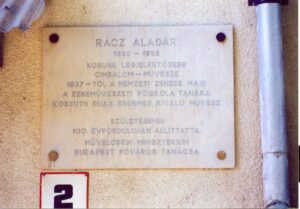 RÁCZ ALADÁR
1886 – 1958
KORUNK LEGJELENTŐSEBB
CIMBALOM-MŰVÉSZE
1937-TŐL A NEMZETI ZENEDE MAJD
A ZENEMŰVÉSZETI FŐISKOLA TANÁRA
KOSSUTH DÍJAS, ÉRDEMES, KIVÁLÓ MŰVÉSZ
SZÜLETÉSÉNEK
100. ÉVFORDULÓJÁN ÁLLÍTTATTA
MŰVELŐDÉSI MINISZTÉRIUM
BUDAPEST FŐVÁROS TANÁCSA
2